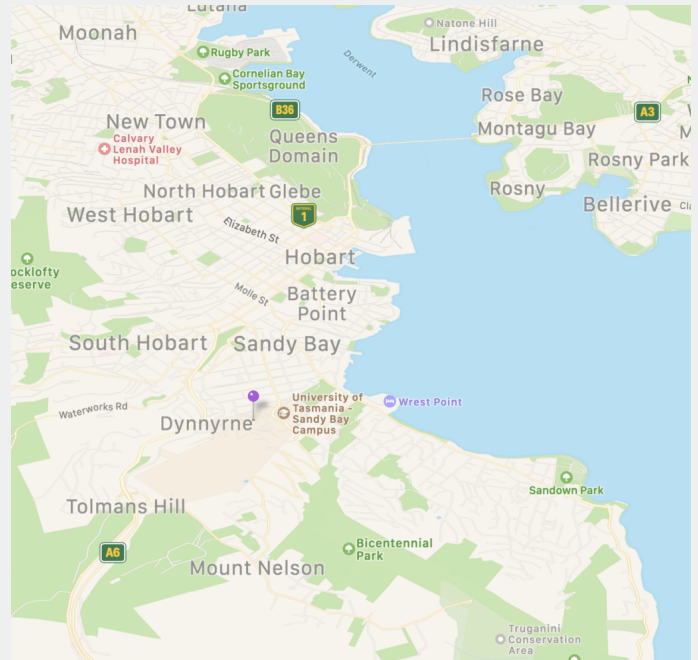 Lutana
Moonah
Natone Hill
Lindisfarne
Rugby Park
Derwent
Cornelian Bay
Sportsground
Rose Bay
B36
A3
New Town
Montagu Bay
Queens
Domain
Calvary
Lenah Valley
Hospital
Rosny Park
North Hobart
Glebe
Rosny
West Hobart
NATIONAL
1
Bellerive
Cla
Elizabeth St
Hobart
ocklofty
eserve
Molle St
Battery
Point
South Hobart
Sandy Bay
University of
Tasmania -
Sandy Bay
Campus
Wrest Point
Waterworks Rd
Dynnyrne
Sandown Park
Tolmans Hill
A6
Bicentennial
Park
Mount Nelson
Truganini
Conservation
Area